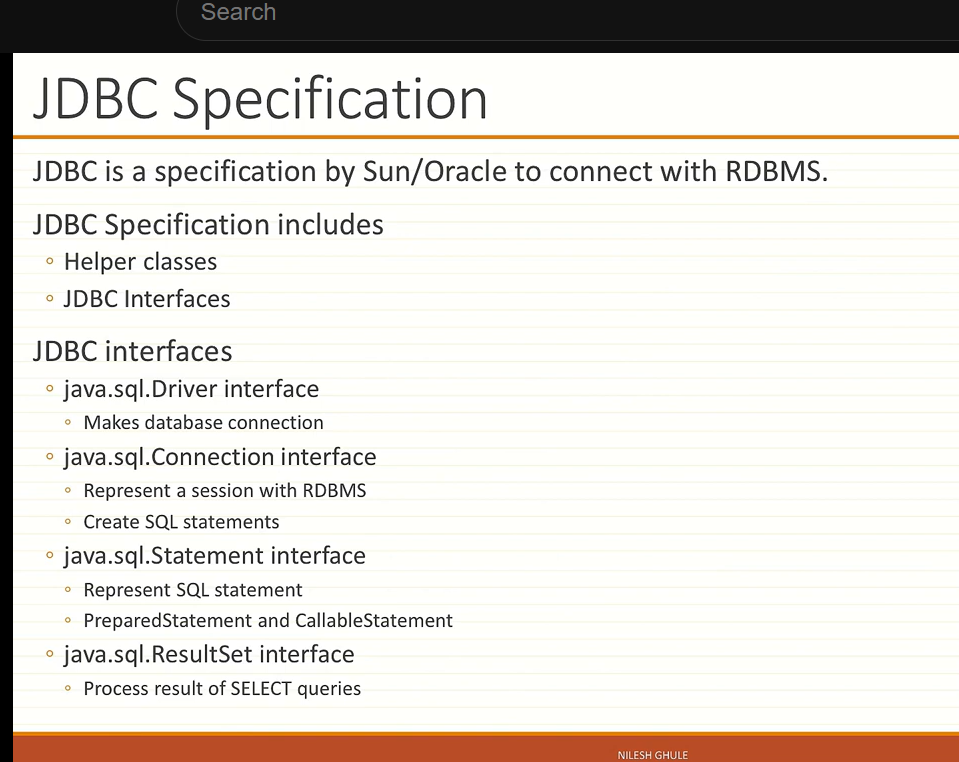 Search
JDBC Specification
JDBC is a specification by Sun/Oracle to connect with RDBMS.
JDBC Specification includes
◦ Helper classes
◦ JDBC Interfaces
JDBC interfaces
◦ java.sql.Driver interface
◦ Makes database connection
◦ java.sql.Connection interface
◦ Represent a session with RDBMS
◦ Create SQL statements
◦ java.sql.Statement interface
◦ Represent SQL statement
◦ PreparedStatement and CallableStatement
◦ java.sql.ResultSet interface
◦ Process result of SELECT queries
NILESH GHULE